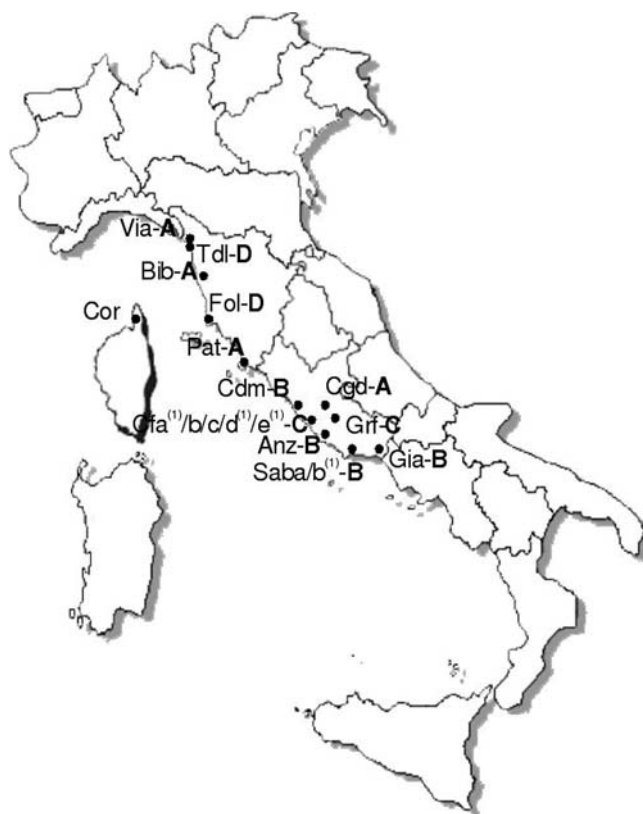 Via-A
Tdl-D
Bib-A
Cor
Fol-D
Pat-A
Cdm-B
Cgd-A
Cfa⁽¹⁾/b/c/d⁽¹⁾/e⁽¹⁾-C
Grf-C
Anz-B
Gia-B
Saba/b⁽¹⁾-B